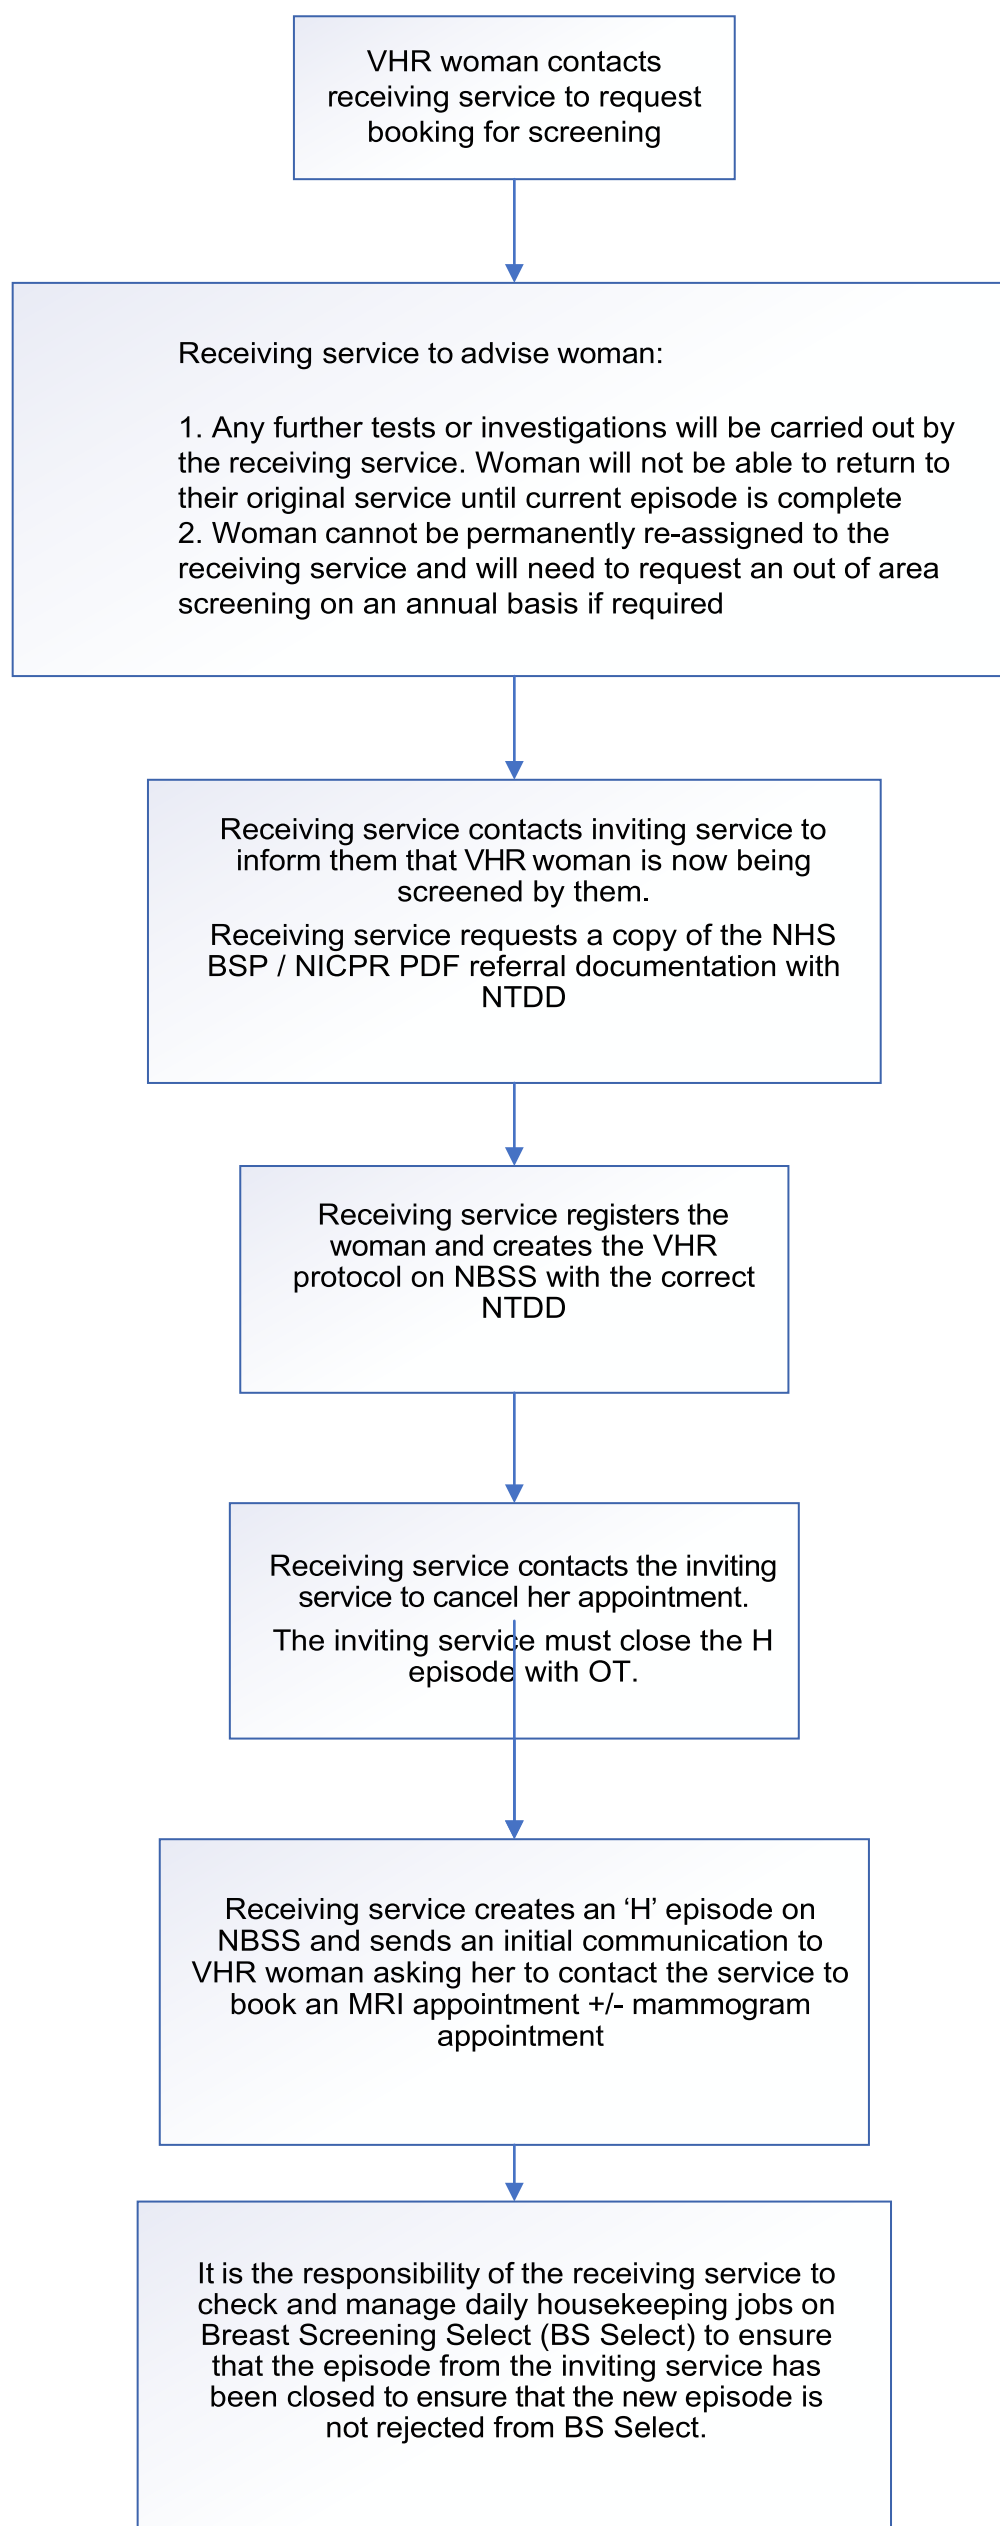 VHR woman contacts
receiving service to request
booking for screening
Receiving service to advise woman:
1. Any further tests or investigations will be carried out by
the receiving service. Woman will not be able to return to
their original service until current episode is complete
2. Woman cannot be permanently re-assigned to the
receiving service and will need to request an out of area
screening on an annual basis if required
Receiving service contacts inviting service to
inform them that VHR woman is now being
screened by them.
Receiving service requests a copy of the NHS
BSP / NICPR PDF referral documentation with
NTDD
Receiving service registers the
woman and creates the VHR
protocol on NBSS with the correct
NTDD
Receiving service contacts the inviting
service to cancel her appointment.
The inviting service must close the H
episode with OT.
Receiving service creates an ‘H’ episode on
NBSS and sends an initial communication to
VHR woman asking her to contact the service to
book an MRI appointment +/- mammogram
appointment
It is the responsibility of the receiving service to
check and manage daily housekeeping jobs on
Breast Screening Select (BS Select) to ensure
that the episode from the inviting service has
been closed to ensure that the new episode is
not rejected from BS Select.